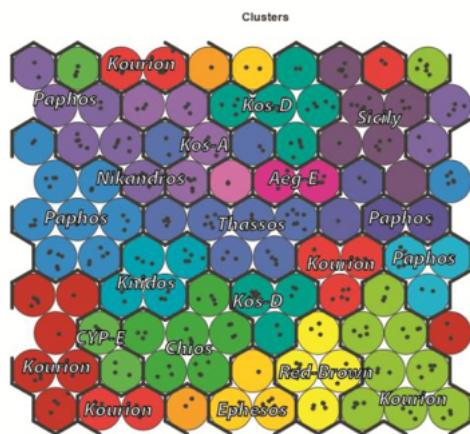 Clusters
Kourion
Paphos
Kos-D
Sicily
Kos-A
Nikandros
Aeg-E
Paphos
Thassos
Paphos
Kourion
Paphos
Knidos
Kos-D
CYP-E
Chios
Kourion
Red-Brown
Kourion
Ephesos
Kourion